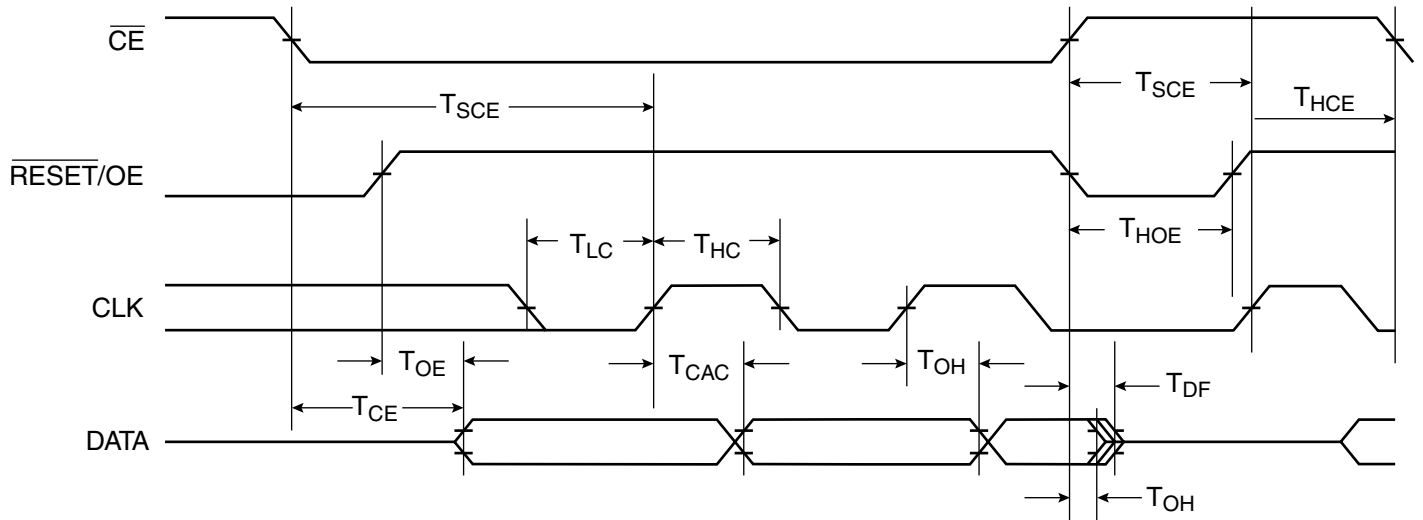 CE
T_SCE T_SCE T_HCE
RESET/OE
T_LC T_HC T_HOE
CLK
T_OE T_CAC T_OH T_DF
T_CE
DATA
T_OH